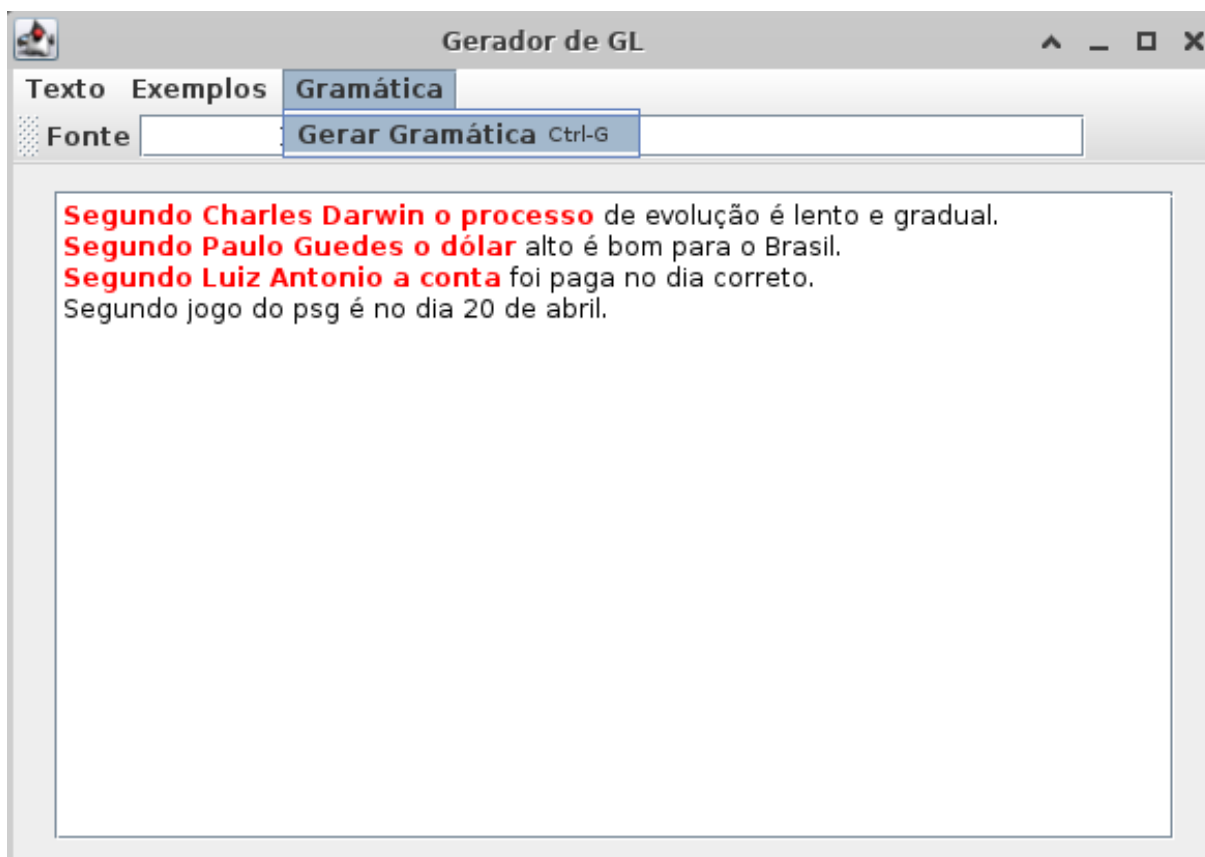 Gerador de GL
Texto Exemplos Gramática
Fonte Gerar Gramática Ctrl-G
Segundo Charles Darwin o processo de evolução é lento e gradual.
Segundo Paulo Guedes o dólar alto é bom para o Brasil.
Segundo Luiz Antonio a conta foi paga no dia correto.
Segundo jogo do psg é no dia 20 de abril.